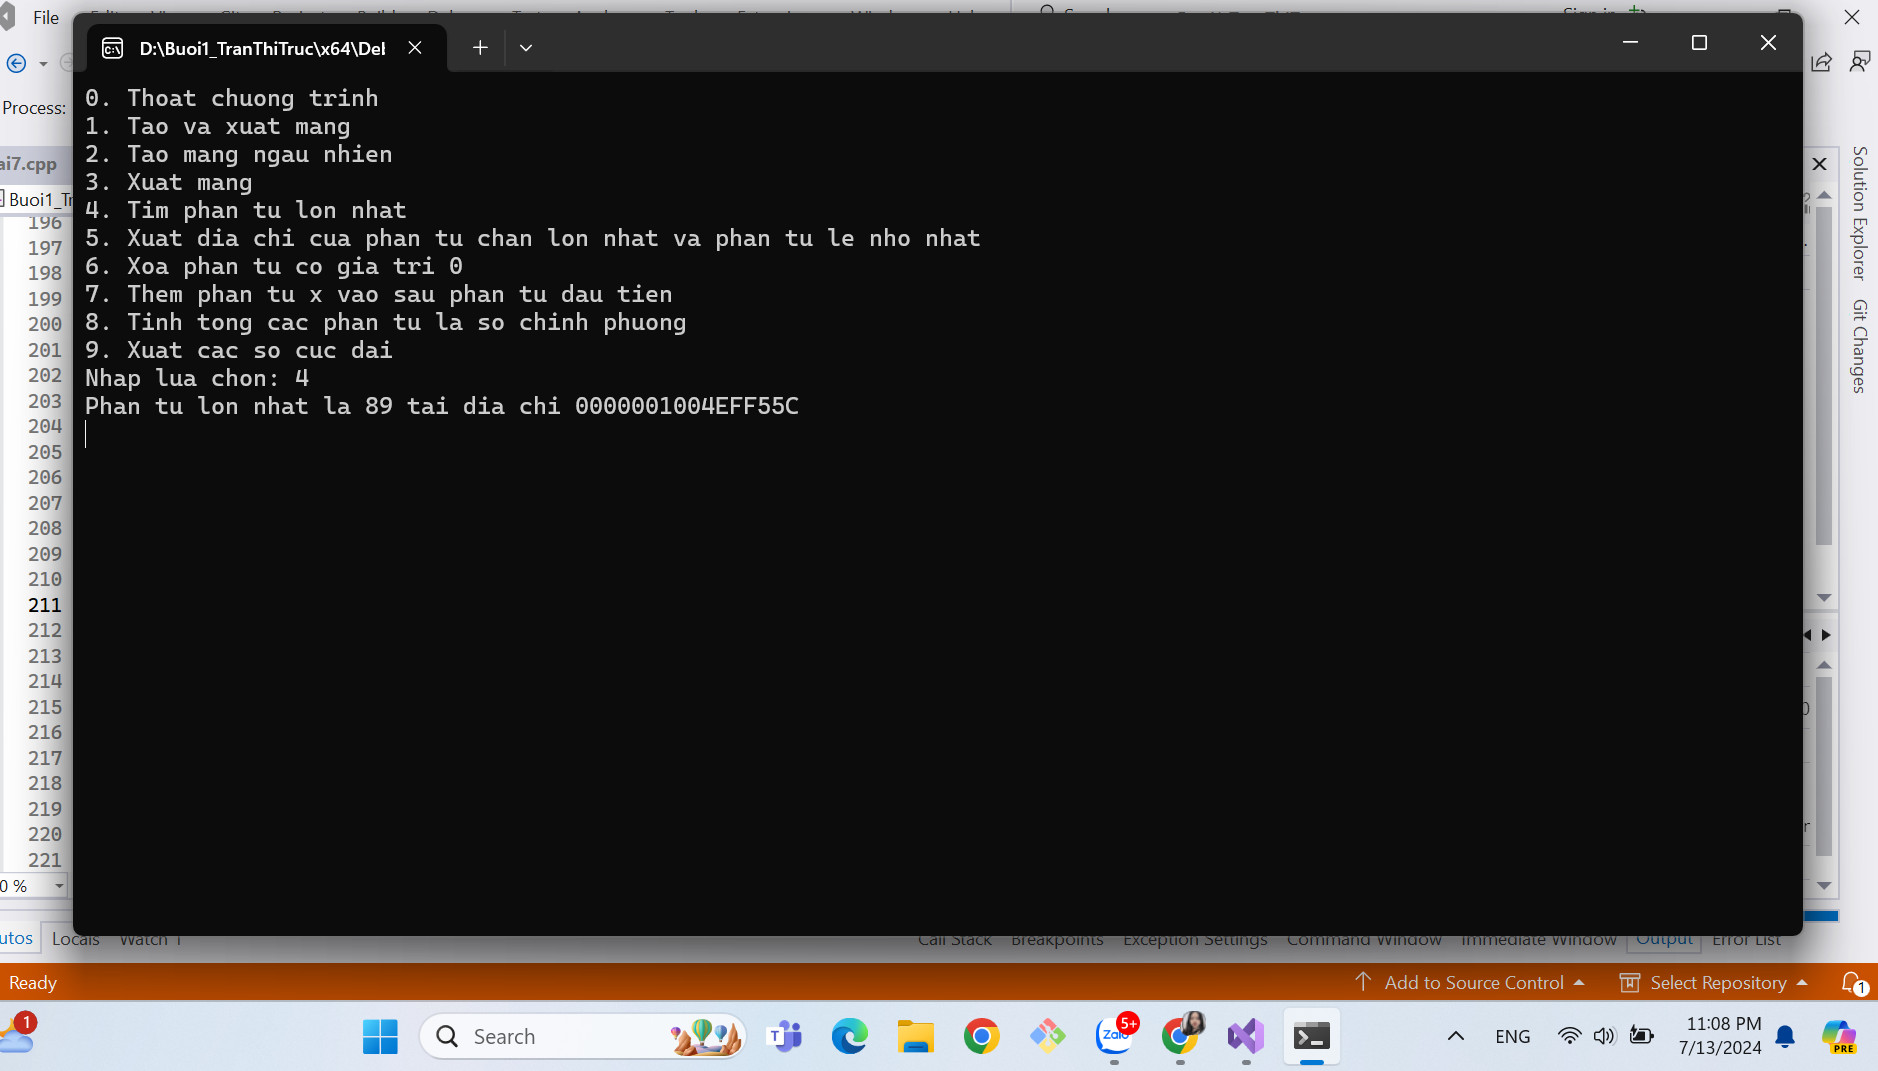 File
D:\Buoi1_TranThiTruc\x64\Del
Process:
ai7.cpp
Buoi1_Tr
0. Thoat chuong trinh
1. Tao va xuat mang
2. Tao mang ngau nhien
3. Xuat mang
4. Tim phan tu lon nhat
5. Xuat dia chi cua phan tu chan lon nhat va phan tu le nho nhat
6. Xoa phan tu co gia tri 0
7. Them phan tu x vao sau phan tu dau tien
8. Tinh tong cac phan tu la so chinh phuong
9. Xuat cac so cuc dai
Nhap lua chon: 4
Phan tu lon nhat la 89 tai dia chi 0000001004EFF55C
196
197
198
199
200
201
202
203
204
205
206
207
208
209
210
211
212
213
214
215
216
217
218
219
220
221
0 %
Solution Explorer
Git Changes
utos Locals Watch 1 Call Stack Breakpoints Exception Settings Command Window Immediate Window Output Error List
Ready Add to Source Control Select Repository 1
1 Search T Zalo 5+ ENG 11:08 PM
7/13/2024 PRE